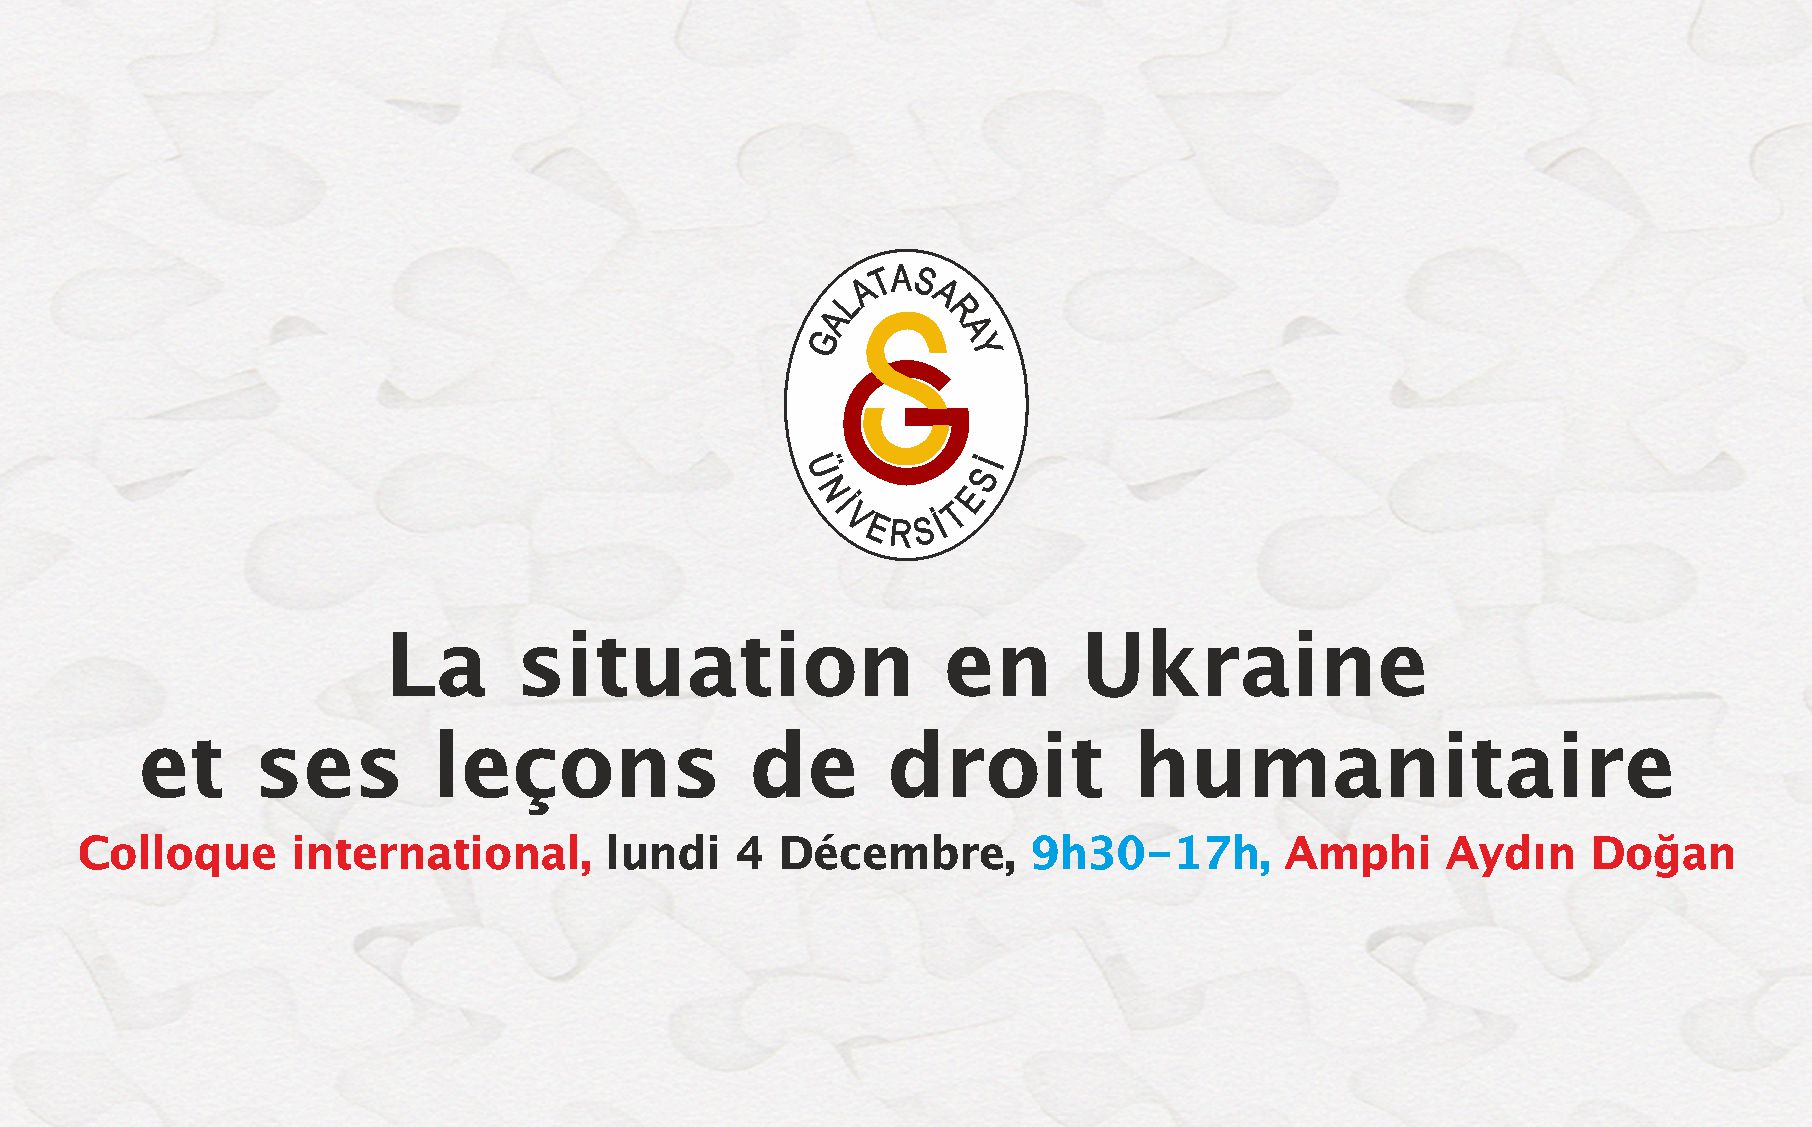 GALATASARAY
ÜNİVERSİTESİ
La situation en Ukraine
et ses leçons de droit humanitaire
Colloque international, lundi 4 Décembre, 9h30-17h, Amphi Aydın Doğan